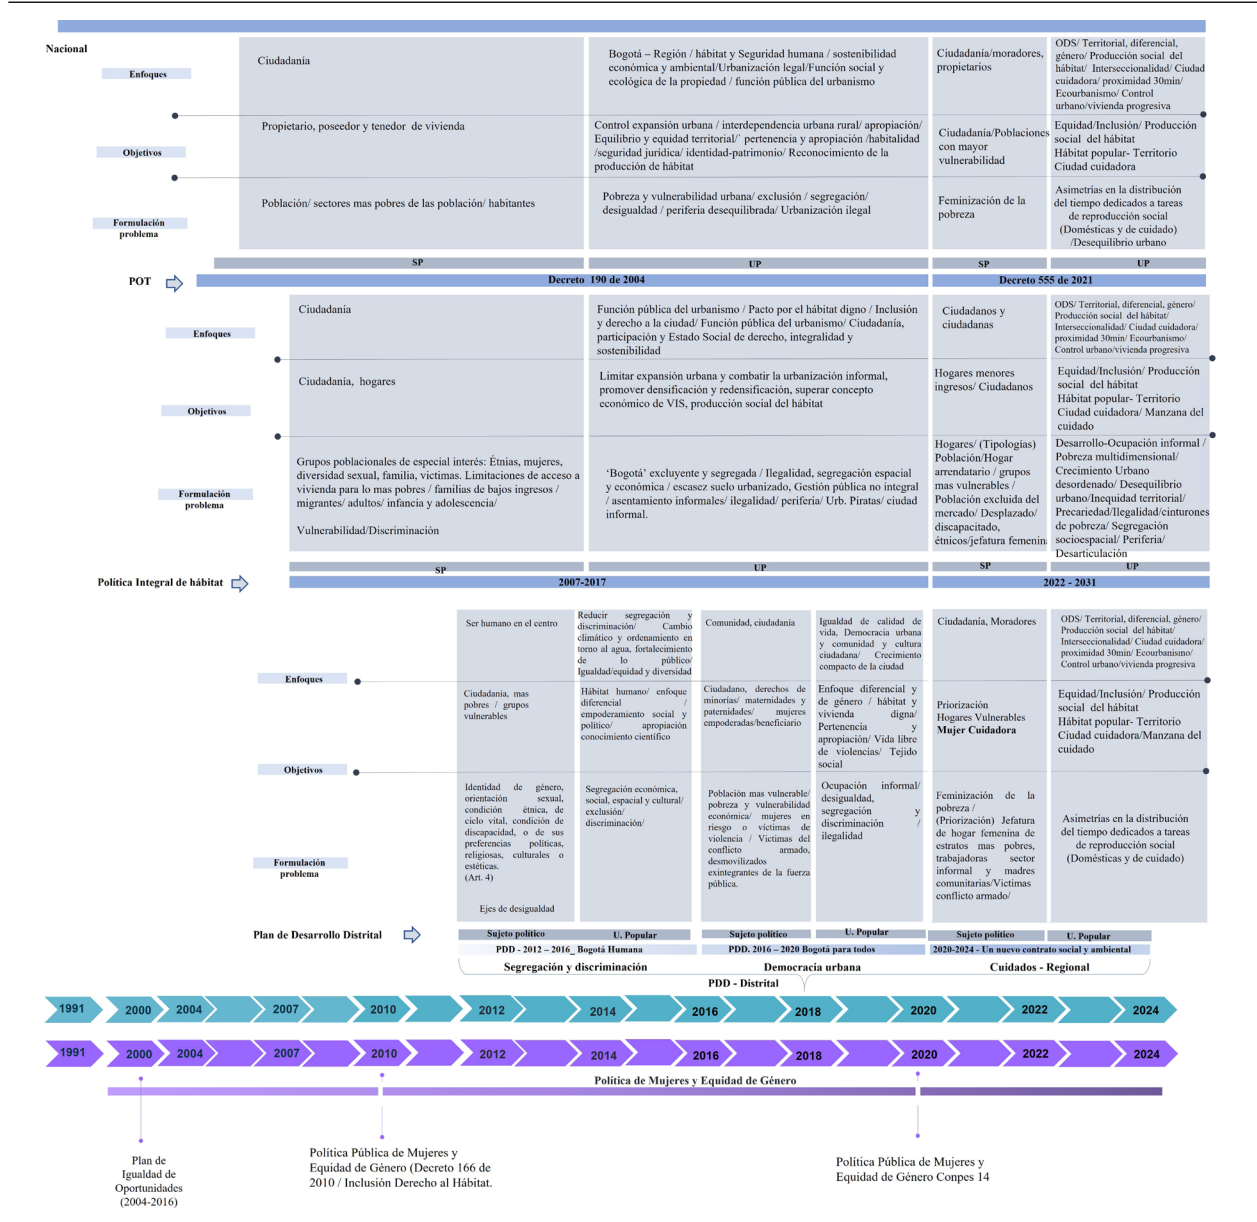 Nacional
Enfoques
Ciudadanía
Bogotá – Región / hábitat y Seguridad humana / sostenibilidad
económica y ambiental/Urbanización legal/Función social y
ecológica de la propiedad / función pública del urbanismo
Ciudadanía/moradores,
propietarios
ODS/ Territorial, diferencial,
género/ Producción social del
hábitat/ Interseccionalidad/ Ciudad
cuidadora/ proximidad 30min/
Ecourbanismo/ Control
urbano/vivienda progresiva
Objetivos
Propietario, poseedor y tenedor de vivienda
Control expansión urbana / interdependencia urbana rural/ apropiación/
Equilibrio y equidad territorial/` pertenencia y apropiación /habitalidad
/seguridad jurídica/ identidad-patrimonio/ Reconocimiento de la
producción de hábitat
Ciudadanía/Poblaciones
con mayor
vulnerabilidad
Equidad/Inclusión/ Producción
social del hábitat
Hábitat popular- Territorio
Ciudad cuidadora
Formulación
problema
Población/ sectores mas pobres de las población/ habitantes
Pobreza y vulnerabilidad urbana/ exclusión / segregación/
desigualdad / periferia desequilibrada/ Urbanización ilegal
Feminización de la
pobreza
Asimetrías en la distribución
del tiempo dedicados a tareas
de reproducción social
(Domésticas y de cuidado)
/Desequilibrio urbano
SP
UP
SP
UP
POT
Decreto 190 de 2004
Decreto 555 de 2021
Enfoques
Ciudadanía
Función pública del urbanismo / Pacto por el hábitat digno / Inclusión
y derecho a la ciudad/ Función pública del urbanismo/ Ciudadanía,
participación y Estado Social de derecho, integralidad y
sostenibilidad
Ciudadanos y
ciudadanas
ODS/ Territorial, diferencial, género/
Producción social del hábitat/
Interseccionalidad/ Ciudad cuidadora/
proximidad 30min/ Ecourbanismo/
Control urbano/vivienda progresiva
Objetivos
Ciudadanía, hogares
Limitar expansión urbana y combatir la urbanización informal,
promover densificación y redensificación, superar concepto
económico de VIS, producción social del hábitat
Hogares menores
ingresos/ Ciudadanos
Equidad/Inclusión/ Producción
social del hábitat
Hábitat popular- Territorio
Ciudad cuidadora/ Manzana del
cuidado
Formulación
problema
Grupos poblacionales de especial interés: Étnias, mujeres,
diversidad sexual, familia, victimas. Limitaciones de acceso a
vivienda para lo mas pobres / familias de bajos ingresos /
migrantes/ adultos/ infancia y adolescencia/
Vulnerabilidad/Discriminación
‘Bogotá’ excluyente y segregada / Ilegalidad, segregación espacial
y económica / escasez suelo urbanizado, Gestión pública no integral
/ asentamiento informales/ ilegalidad/ periferia/ Urb. Piratas/ ciudad
informal.
Hogares/ (Tipologías)
Población/Hogar
arrendatario / grupos
mas vulnerables /
Población excluida del
mercado/ Desplazado/
discapacitado,
étnicos/jefatura femenin
Desarrollo-Ocupación informal /
Pobreza multidimensional/
Crecimiento Urbano
desordenado/ Desequilibrio
urbano/Inequidad territorial/
Precariedad/Ilegalidad/cinturones
de pobreza/ Segregación
socioespacial/ Periferia/
Desarticulación
SP
UP
SP
UP
Política Integral de hábitat
2007-2017
2022 - 2031
Enfoques
Ser humano en el centro
Reducir segregación y
discriminación/ Cambio
climático y ordenamiento en
torno al agua, fortalecimiento
de lo público/
Igualdad/equidad y diversidad
Comunidad, ciudadanía
Igualdad de calidad de
vida, Democracia urbana
y comunidad y cultura
ciudadana/ Crecimiento
compacto de la ciudad
Ciudadanía, Moradores
ODS/ Territorial, diferencial, género/
Producción social del hábitat/
Interseccionalidad/ Ciudad cuidadora/
proximidad 30min/ Ecourbanismo/
Control urbano/vivienda progresiva
Objetivos
Ciudadanía, mas
pobres / grupos
vulnerables
Hábitat humano/ enfoque
diferencial /
empoderamiento social y
político/ apropiación
conocimiento científico
Ciudadano, derechos de
minorías/ maternidades y
paternidades/ mujeres
empoderadas/beneficiario
Enfoque diferencial y
de género / hábitat y
vivienda digna/
Pertenencia y
apropiación/ Vida libre
de violencias/ Tejido
social
Priorización
Hogares Vulnerables
Mujer Cuidadora
Equidad/Inclusión/ Producción
social del hábitat
Hábitat popular- Territorio
Ciudad cuidadora/Manzana del
cuidado
Formulación
problema
Identidad de género,
orientación sexual,
condición étnica, de
ciclo vital, condición de
discapacidad, o de sus
preferencias políticas,
religiosas, culturales o
estéticas.
(Art. 4)
Ejes de desigualdad
Segregación económica,
social, espacial y cultural/
exclusión/
discriminación/
Población mas vulnerable/
pobreza y vulnerabilidad
económica/ mujeres en
riesgo o víctimas de
violencia / Victimas del
conflicto armado,
desmovilizados
exintegrantes de la fuerza
pública.
Ocupación informal/
desigualdad,
segregación y
discriminación /
ilegalidad
Feminización de la
pobreza /
(Priorización) Jefatura
de hogar femenina de
estratos mas pobres,
trabajadoras sector
informal y madres
comunitarias/Victimas
conflicto armado/
Asimetrías en la distribución
del tiempo dedicados a tareas
de reproducción social
(Domésticas y de cuidado)
Plan de Desarrollo Distrital
Sujeto político
U. Popular
Sujeto político
U. Popular
Sujeto político
U. Popular
PDD - 2012 – 2016_ Bogotá Humana
PDD. 2016 – 2020 Bogotá para todos
2020-2024 - Un nuevo contrato social y ambiental
Segregación y discriminación
Democracia urbana
Cuidados - Regional
PDD - Distrital
1991 2000 2004 2007 2010 2012 2014 2016 2018 2020 2022 2024
1991 2000 2004 2007 2010 2012 2014 2016 2018 2020 2022 2024
Política de Mujeres y Equidad de Género
Plan de
Igualdad de
Oportunidades
(2004-2016)
Política Pública de Mujeres y
Equidad de Género (Decreto 166 de
2010 / Inclusión Derecho al Hábitat.
Política Pública de Mujeres y
Equidad de Género Conpes 14